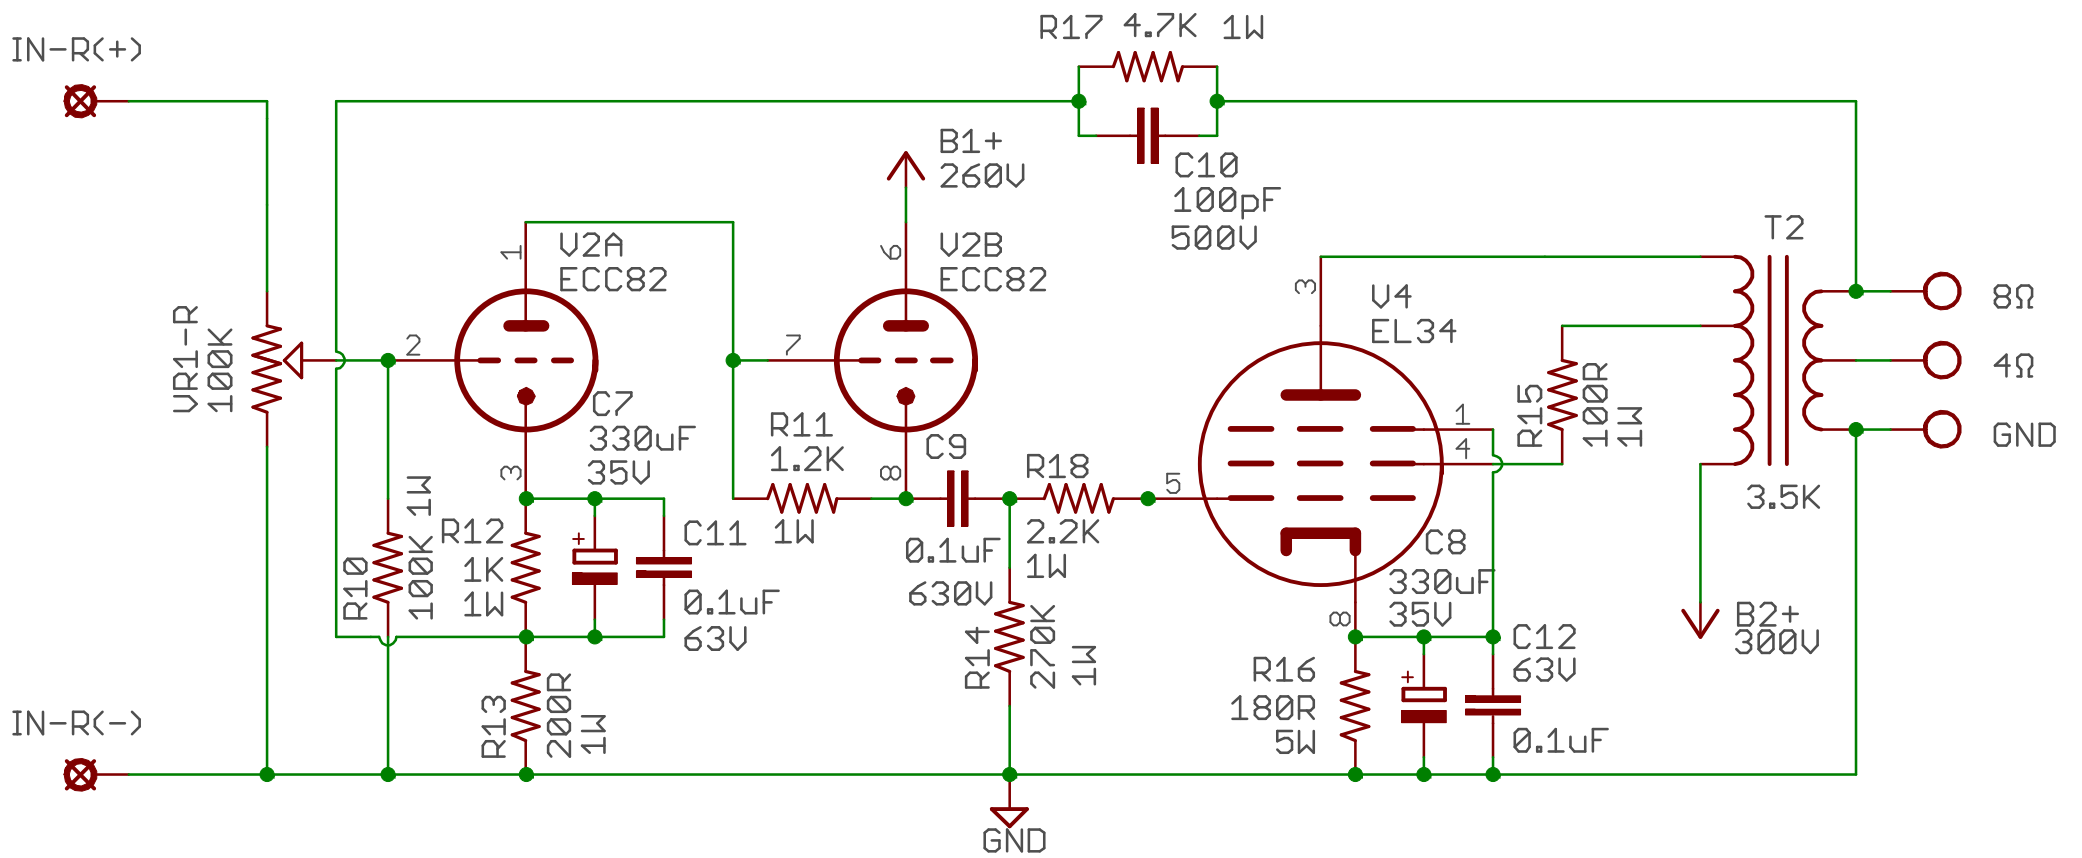 IN-R(+)
R17 4.7K 1W
C10
100pF
500V
B1+
260V
VR1-R
100K
1
V2A
ECC82
2
3
6
V2B
ECC82
7
8
C7
330uF
35V
R11
1.2K
1W
C9
0.1uF
630V
R18
2.2K
1W
R10
100K 1W
R12
1K
1W
+
C11
0.1uF
63V
R13
200R
1W
R14
270K
1W
3
V4
EL34
1
4
5
8
R15
100R
1W
T2
3.5K
8Ω
4Ω
GND
B2+
300V
C8
330uF
35V
R16
180R
5W
+
C12
63V
0.1uF
IN-R(-)
GND